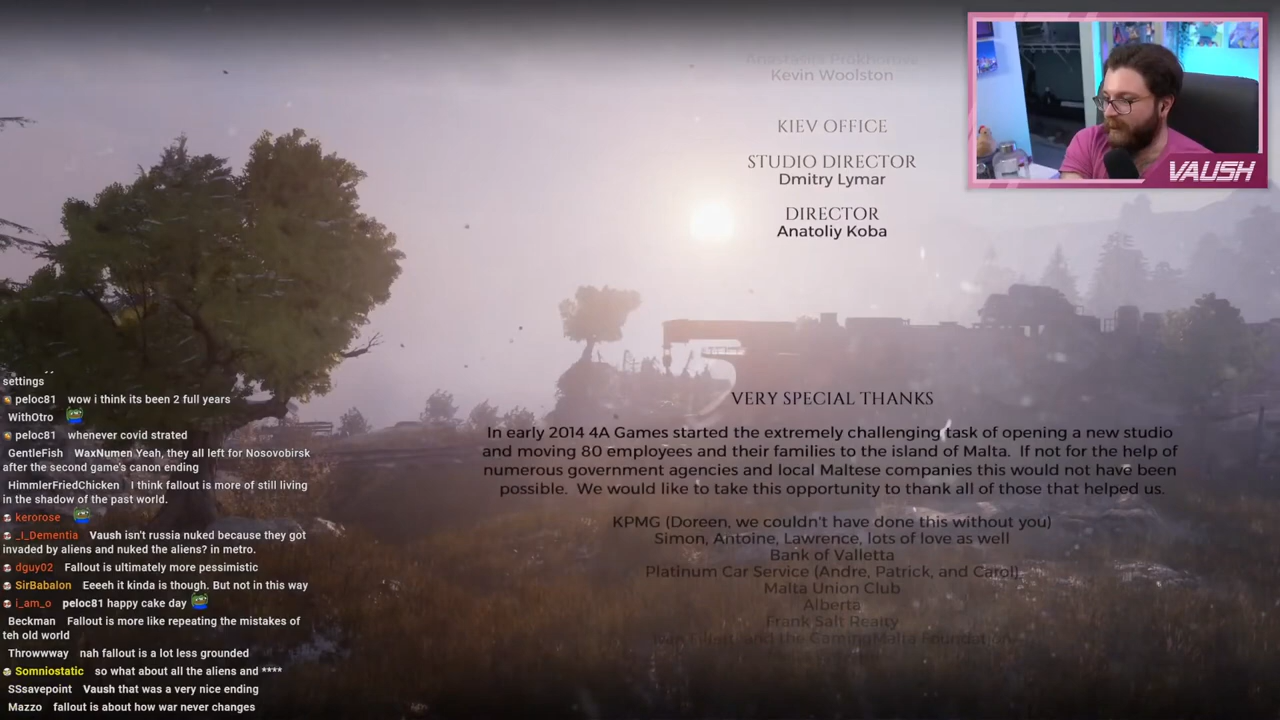 Anastasiia Prokhorova
Kevin Woolston
KIEV OFFICE
STUDIO DIRECTOR
Dmitry Lymar
DIRECTOR
Anatoliy Koba
VERY SPECIAL THANKS
In early 2014 4A Games started the extremely challenging task of opening a new studio
and moving 80 employees and their families to the island of Malta.  If not for the help of
numerous government agencies and local Maltese companies this would not have been
possible.  We would like to take this opportunity to thank all of those that helped us.
KPMG (Doreen, we couldn't have done this without you)
Simon, Antoine, Lawrence, lots of love as well
Bank of Valletta
Platinum Car Service (Andre, Patrick, and Carol)
Malta Union Club
Alberta
Frank Salt Realty
and the GamingMalta Foundation
VAUSH
settings
peloc81 wow i think its been 2 full years
WithOtro
peloc81 whenever covid strated
GentleFish WaxNumen Yeah, they all left for Nosovobirsk
after the second game's canon ending
HimmlerFriedChicken I think fallout is more of still living
in the shadow of the past world.
kerorose
_i_Dementia Vaush isn't russia nuked because they got
invaded by aliens and nuked the aliens? in metro.
dguy02 Fallout is ultimately more pessimistic
SirBabalon Eeeeh it kinda is though. But not in this way
i_am_o peloc81 happy cake day
Beckman Fallout is more like repeating the mistakes of
teh old world
Throwwway nah fallout is a lot less grounded
Somniostatic so what about all the aliens and ****
SSsavepoint Vaush that was a very nice ending
Mazzo fallout is about how war never changes